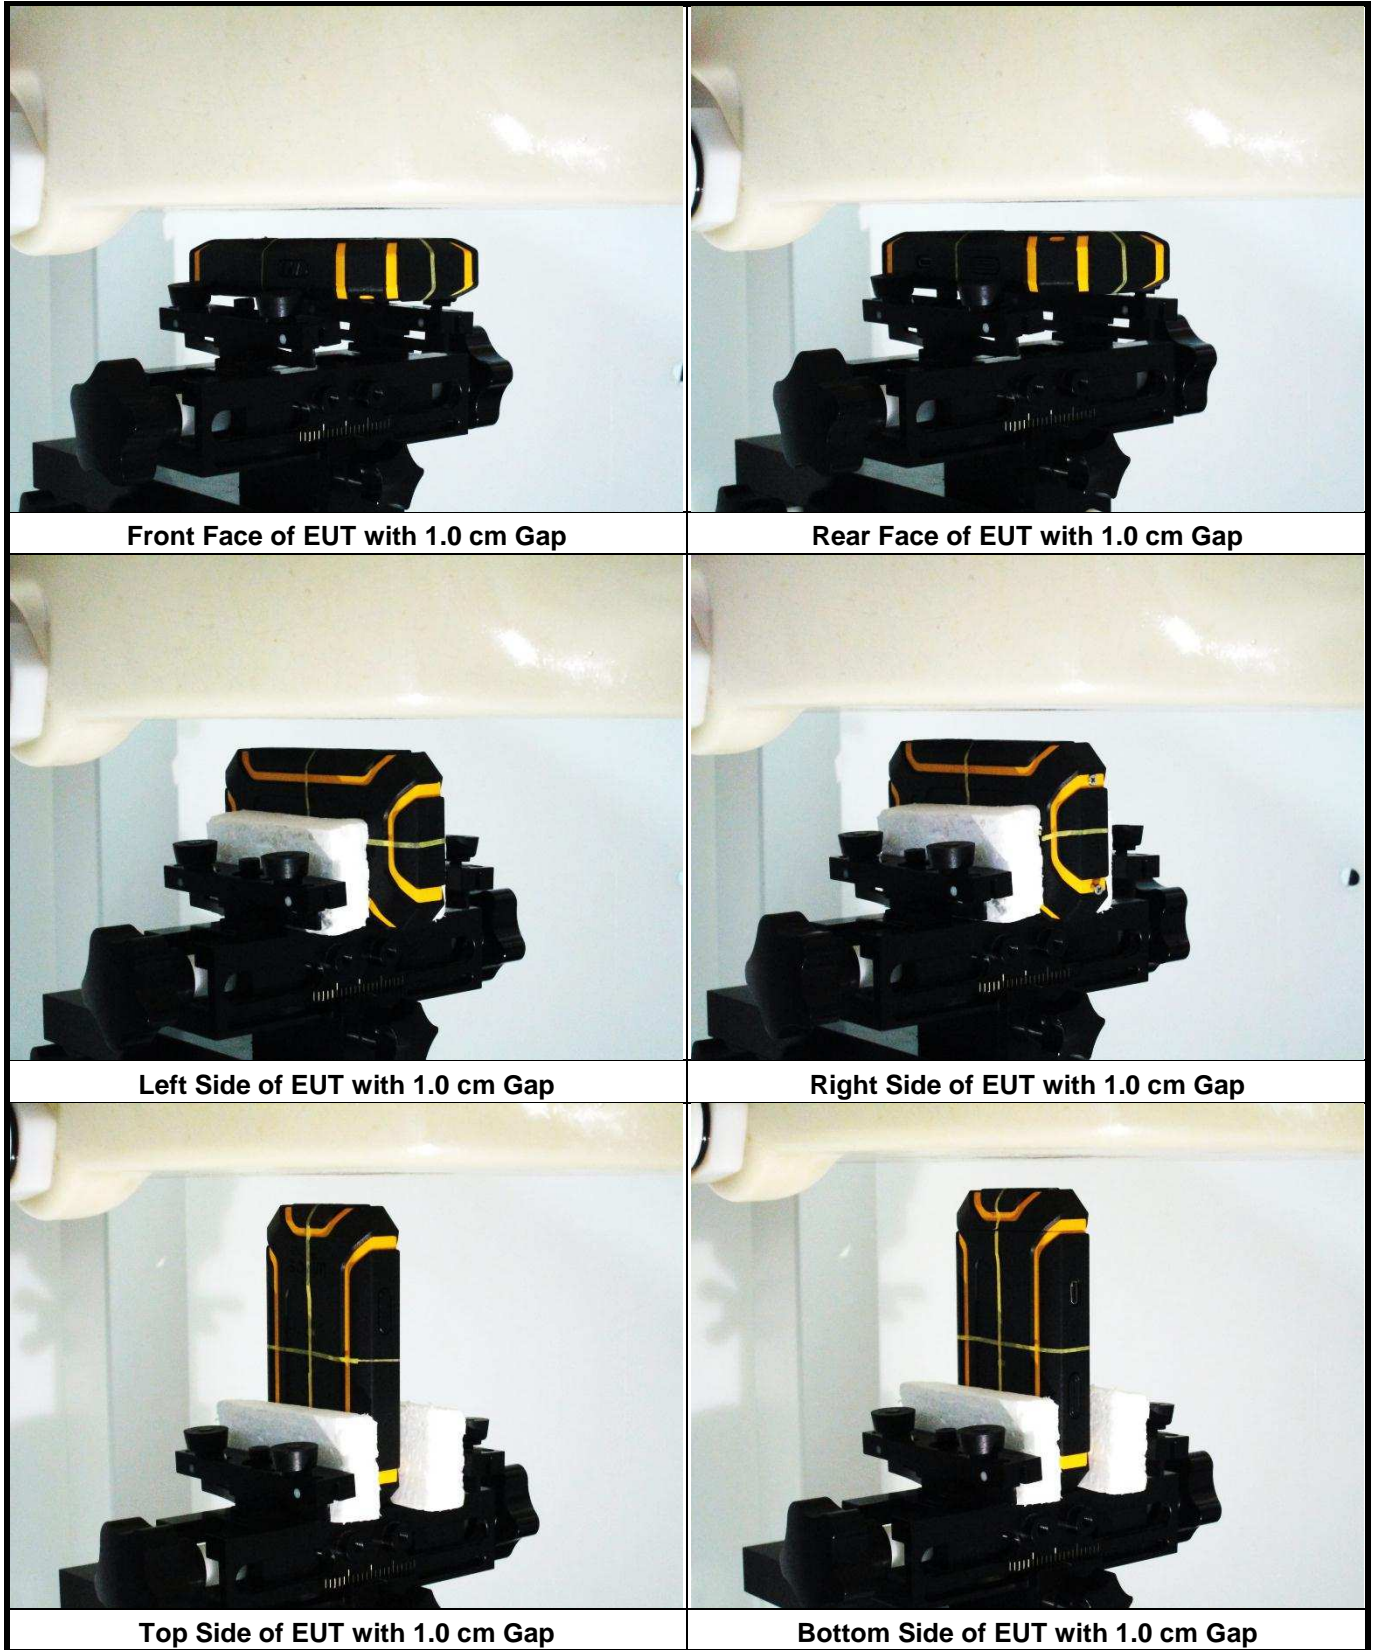 Front Face of EUT with 1.0 cm Gap
Rear Face of EUT with 1.0 cm Gap
Left Side of EUT with 1.0 cm Gap
Right Side of EUT with 1.0 cm Gap
Top Side of EUT with 1.0 cm Gap
Bottom Side of EUT with 1.0 cm Gap